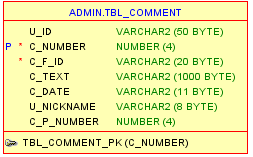 ADMIN.TBL_COMMENT
U_ID VARCHAR2 (50 BYTE)
P * C_NUMBER NUMBER (4)
* C_F_ID VARCHAR2 (20 BYTE)
C_TEXT VARCHAR2 (1000 BYTE)
C_DATE VARCHAR2 (11 BYTE)
U_NICKNAME VARCHAR2 (8 BYTE)
C_P_NUMBER NUMBER (4)
TBL_COMMENT_PK (C_NUMBER)